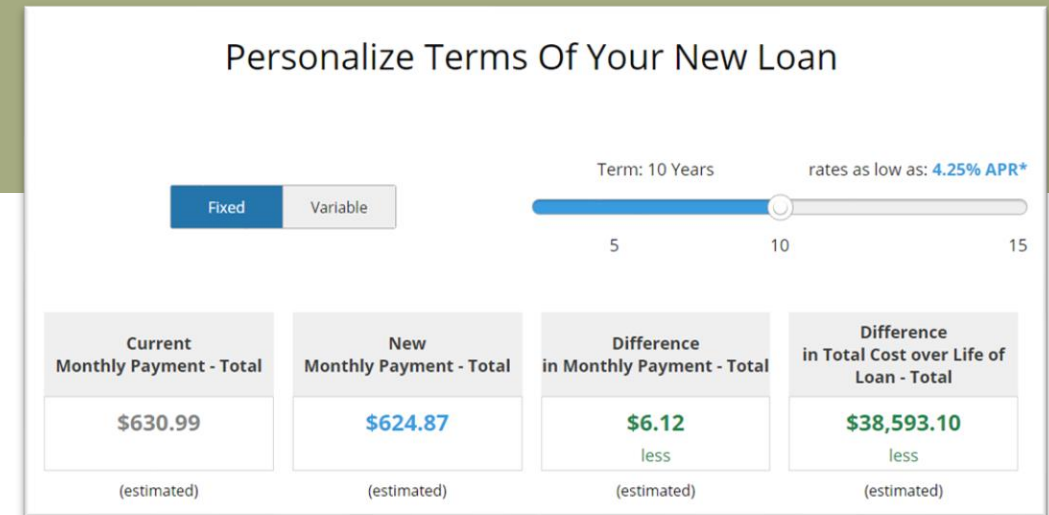 Personalize Terms Of Your New Loan
Term: 10 Years
rates as low as: 4.25% APR*
Fixed
Variable
5
10
15
Current
Monthly Payment - Total
$630.99
(estimated)
New
Monthly Payment - Total
$624.87
(estimated)
Difference
in Monthly Payment - Total
$6.12
less
(estimated)
Difference
in Total Cost over Life of
Loan - Total
$38,593.10
less
(estimated)